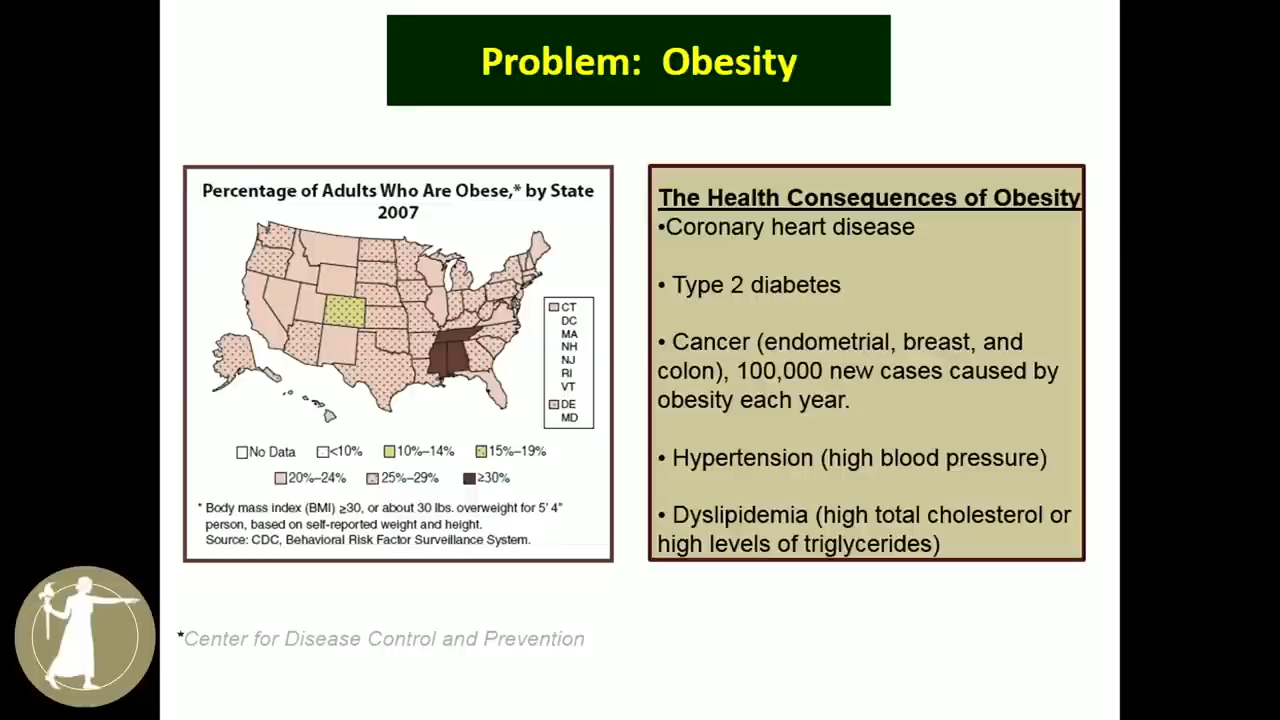 Problem: Obesity
Percentage of Adults Who Are Obese,* by State
2007
CT
DC
MA
NH
NJ
RI
VT
DE
MD
No Data <10% 10%–14% 15%–19%
20%–24% 25%–29% ≥30%
* Body mass index (BMI) ≥30, or about 30 lbs. overweight for 5' 4"
person, based on self-reported weight and height.
Source: CDC, Behavioral Risk Factor Surveillance System.
The Health Consequences of Obesity
•Coronary heart disease
• Type 2 diabetes
• Cancer (endometrial, breast, and
colon), 100,000 new cases caused by
obesity each year.
• Hypertension (high blood pressure)
• Dyslipidemia (high total cholesterol or
high levels of triglycerides)
*Center for Disease Control and Prevention